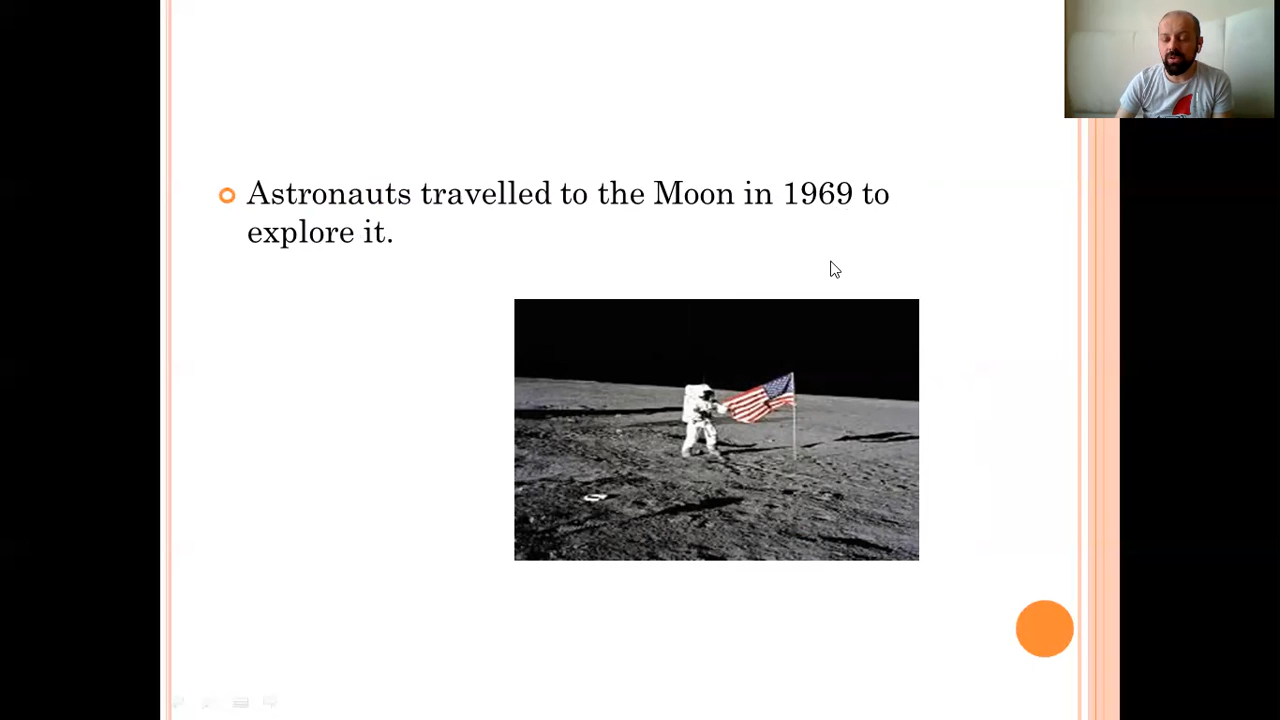 Astronauts travelled to the Moon in 1969 to
explore it.